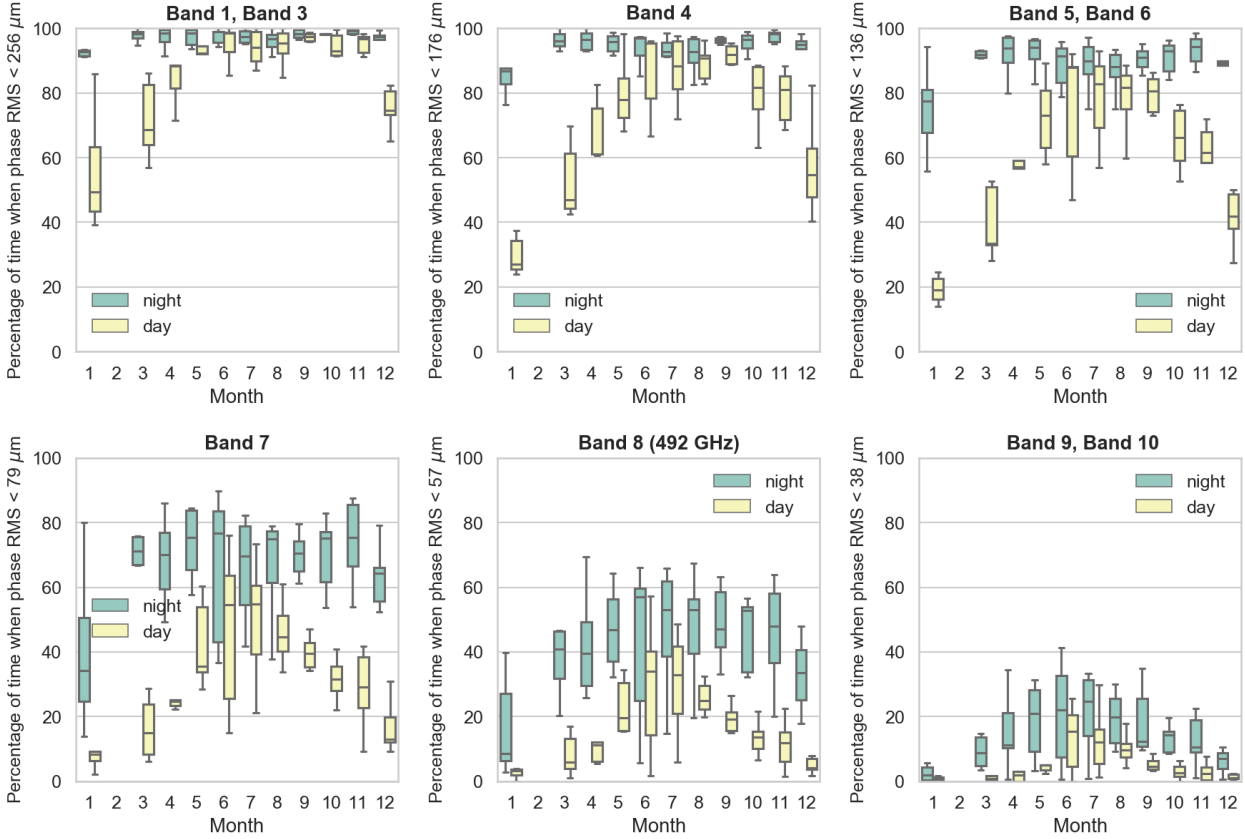 Band 1, Band 3
Percentage of time when phase RMS < 256 μm
100
80
60
40
20
0
night
day
1 2 3 4 5 6 7 8 9 10 11 12
Month
Band 4
Percentage of time when phase RMS < 176 μm
100
80
60
40
20
0
night
day
1 2 3 4 5 6 7 8 9 10 11 12
Month
Band 5, Band 6
Percentage of time when phase RMS < 136 μm
100
80
60
40
20
0
night
day
1 2 3 4 5 6 7 8 9 10 11 12
Month
Band 7
Percentage of time when phase RMS < 79 μm
100
80
60
40
20
0
night
day
1 2 3 4 5 6 7 8 9 10 11 12
Month
Band 8 (492 GHz)
Percentage of time when phase RMS < 57 μm
100
80
60
40
20
0
night
day
1 2 3 4 5 6 7 8 9 10 11 12
Month
Band 9, Band 10
Percentage of time when phase RMS < 38 μm
100
80
60
40
20
0
night
day
1 2 3 4 5 6 7 8 9 10 11 12
Month